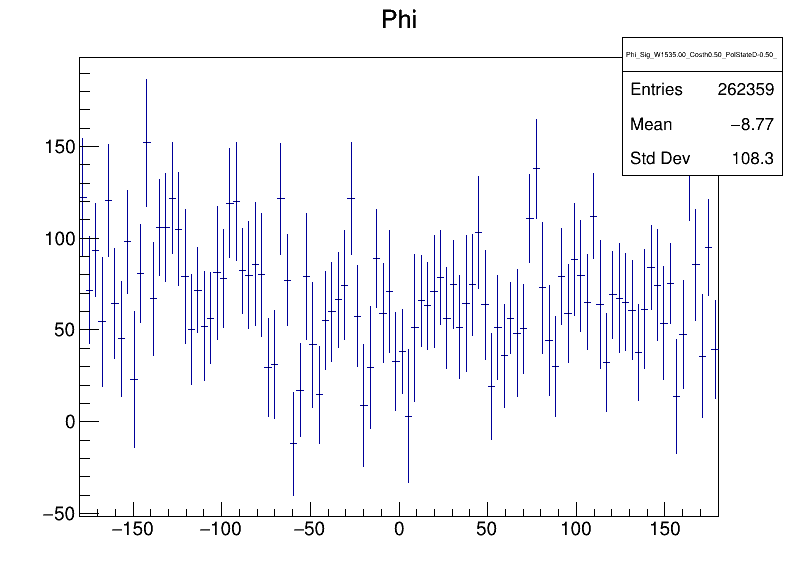 Phi
Phi_Sig_W1535.00_Costh0.50_PolStateD-0.50_
Entries 262359
Mean −8.77
Std Dev 108.3
150
100
50
0
−50
−150 −100 −50 0 50 100 150